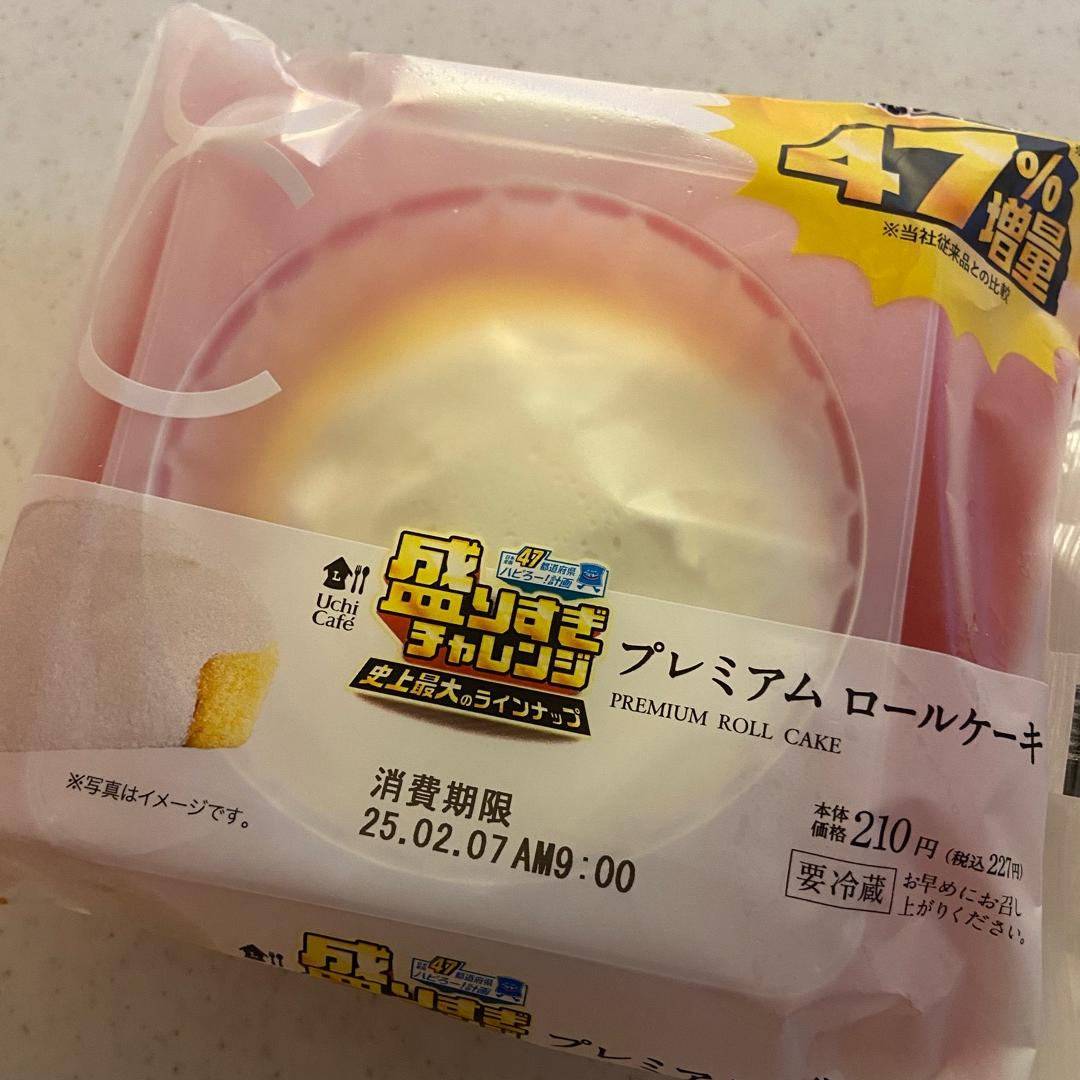 47%
増量
※当社従来品との比較
Uchi
Café
47都道府県
ハピろー!計画
盛りすぎ
チャレンジ
史上最大のラインナップ
プレミアム ロールケーキ
PREMIUM ROLL CAKE
※写真はイメージです。
消費期限
25.02.07AM9:00
本体
価格 210円 (税込227円)
要冷蔵 お早めにお召し
上がりください。
47都道府県
ハピろー!計画
盛りすぎ
プレミア